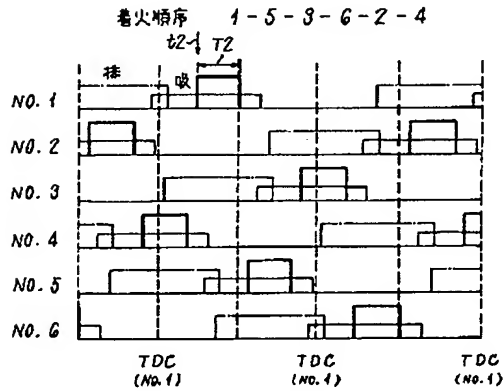 着火順序 1-5-3-6-2-4
t2 T2
排 吸
NO. 1
NO. 2
NO. 3
NO. 4
NO. 5
NO. 6
TDC TDC TDC
(NO.1) (NO.1) (NO.1)